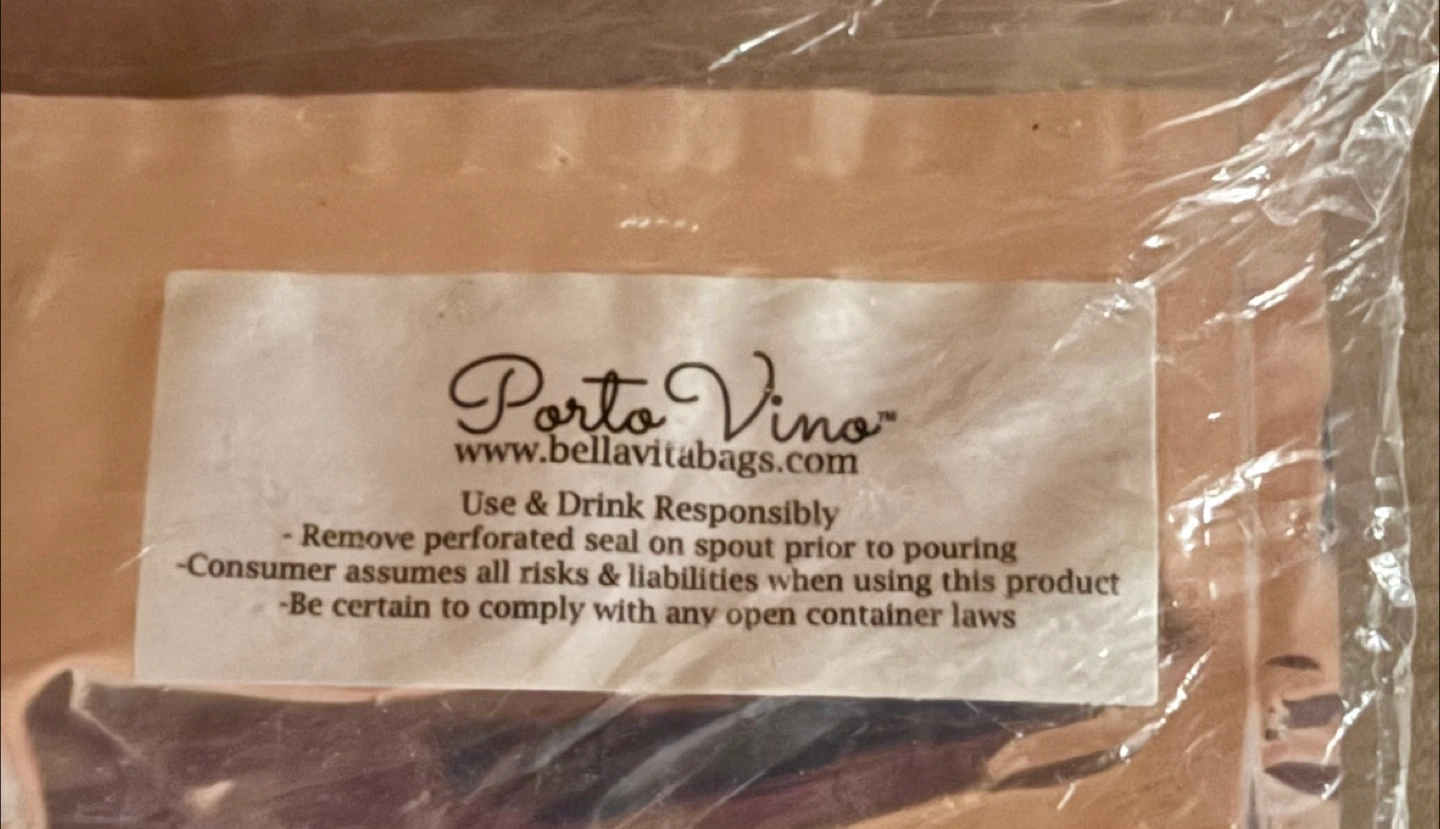 Porto Vino™
www.bellavitabags.com
Use & Drink Responsibly
- Remove perforated seal on spout prior to pouring
-Consumer assumes all risks & liabilities when using this product
-Be certain to comply with any open container laws